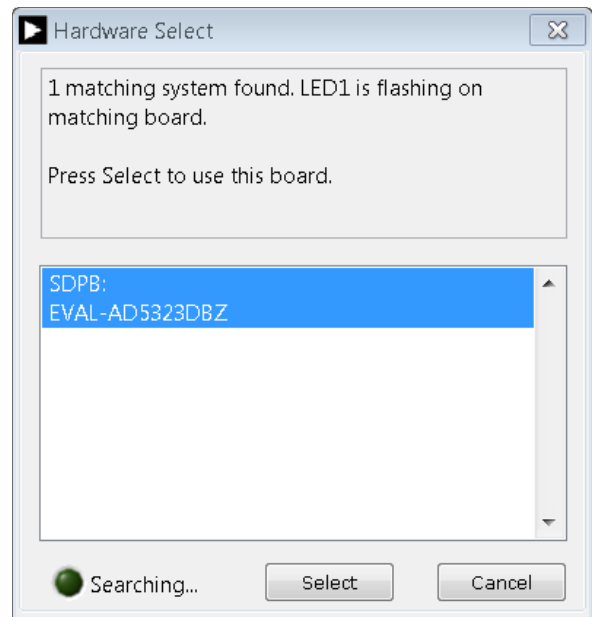 Hardware Select
1 matching system found. LED1 is flashing on
matching board.
Press Select to use this board.
SDPB:
EVAL-AD5323DBZ
Searching...
Select
Cancel